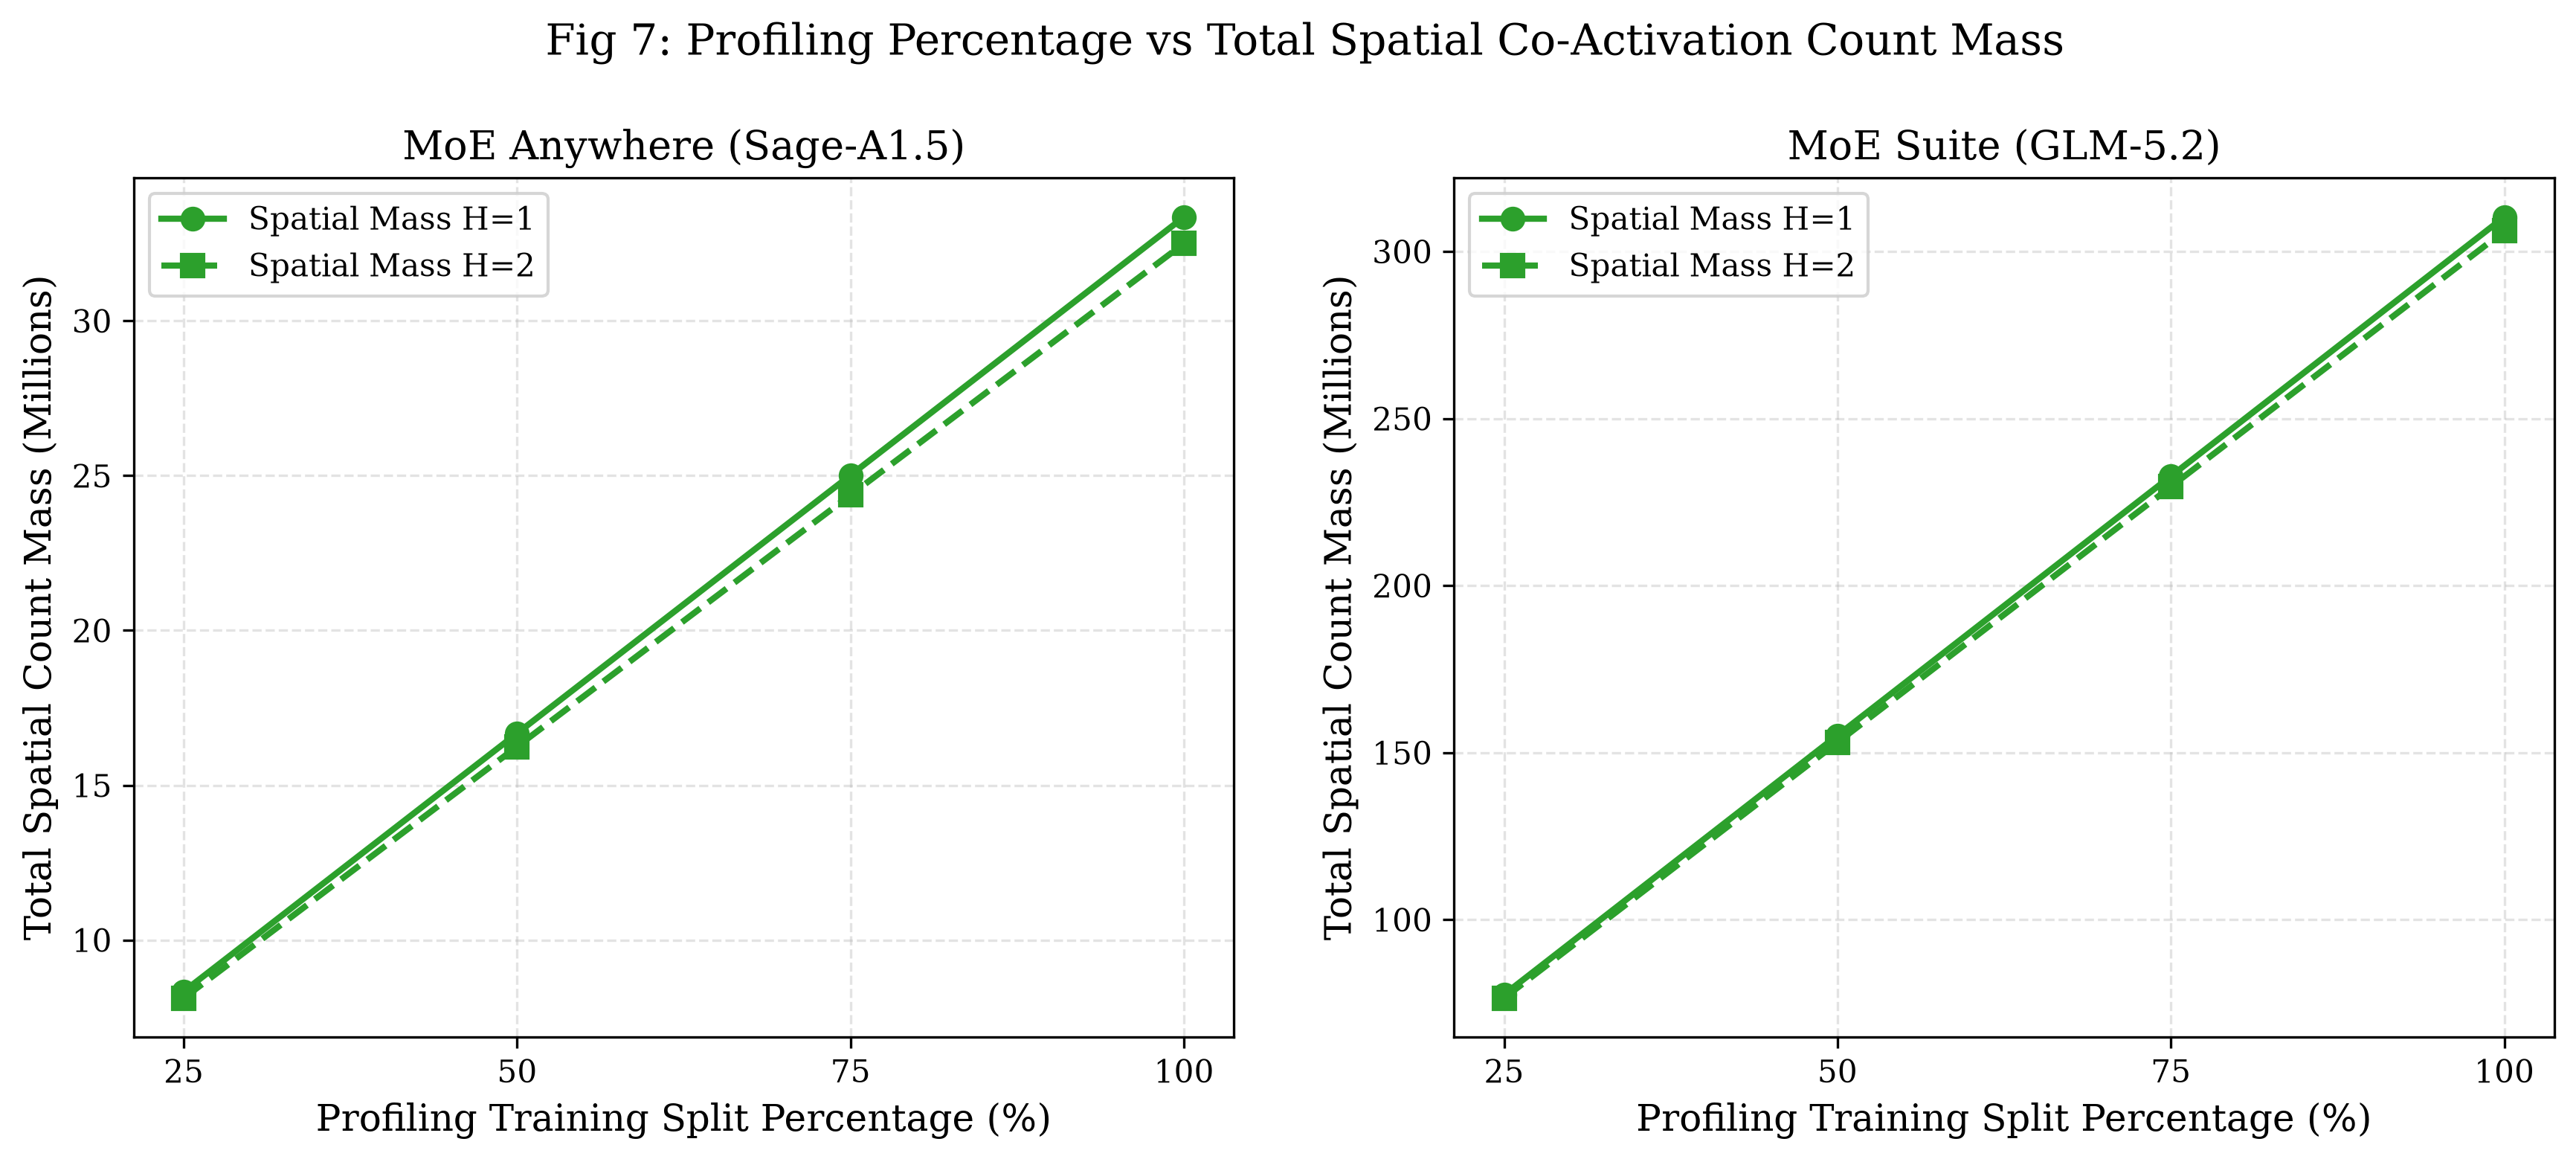 Fig 7: Profiling Percentage vs Total Spatial Co-Activation Count Mass
MoE Anywhere (Sage-A1.5)
Spatial Mass H=1
Spatial Mass H=2
Total Spatial Count Mass (Millions)
30
25
20
15
10
25 50 75 100
Profiling Training Split Percentage (%)
MoE Suite (GLM-5.2)
Spatial Mass H=1
Spatial Mass H=2
Total Spatial Count Mass (Millions)
300
250
200
150
100
25 50 75 100
Profiling Training Split Percentage (%)